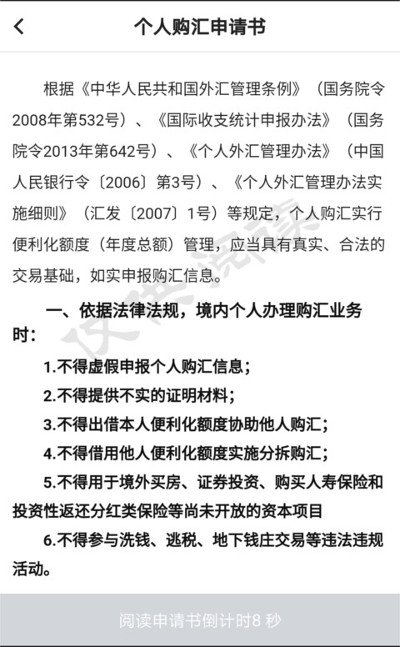 个人购汇申请书
根据《中华人民共和国外汇管理条例》（国务院令
2008年第532号）、《国际收支统计申报办法》（国务
院令2013年第642号）、《个人外汇管理办法》（中国
人民银行令〔2006〕第3号）、《个人外汇管理办法实
施细则》（汇发〔2007〕1号）等规定，个人购汇实行
便利化额度（年度总额）管理，应当具有真实、合法的
交易基础，如实申报购汇信息。
一、依据法律法规，境内个人办理购汇业务
时：
1.不得虚假申报个人购汇信息；
2.不得提供不实的证明材料；
3.不得出借本人便利化额度协助他人购汇；
4.不得借用他人便利化额度实施分拆购汇；
5.不得用于境外买房、证券投资、购买人寿保险和
投资性返还分红类保险等尚未开放的资本项目
6.不得参与洗钱、逃税、地下钱庄交易等违法违规
活动。
阅读申请书倒计时8 秒
仅供阅读